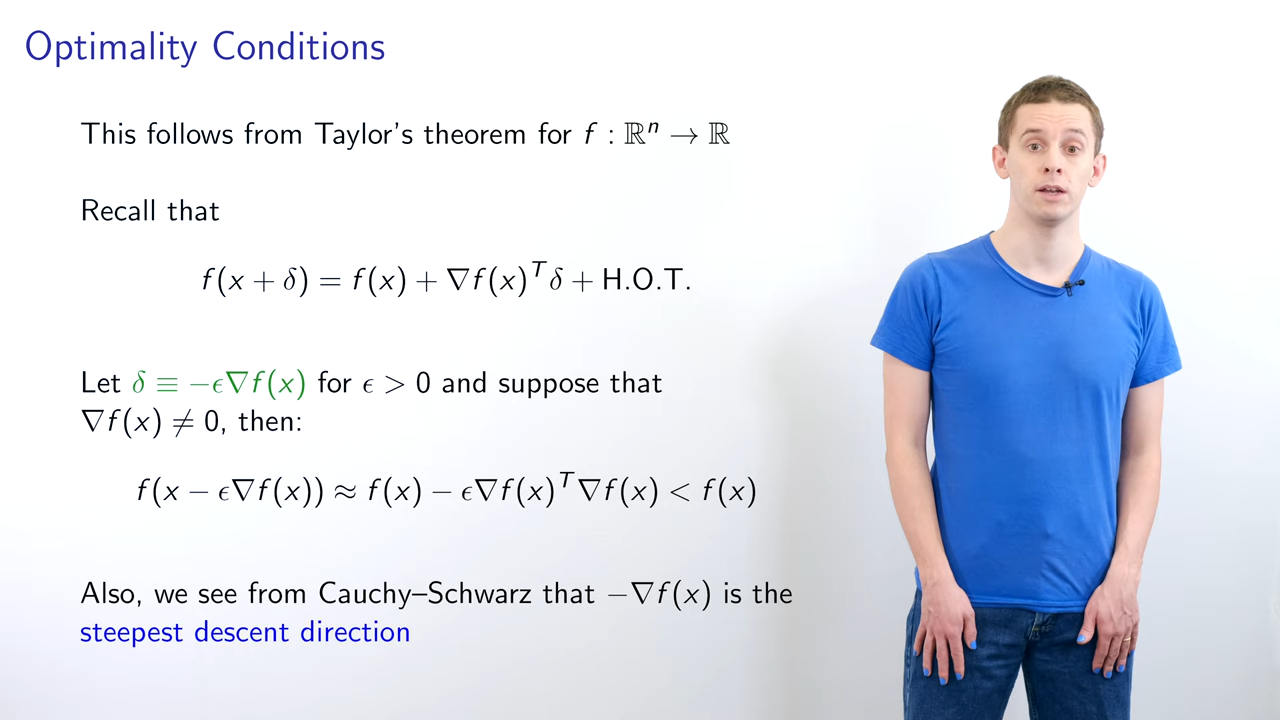 Optimality Conditions
This follows from Taylor's theorem for f : ℝⁿ → ℝ
Recall that
f(x + δ) = f(x) + ∇f(x)ᵀδ + H.O.T.
Let δ ≡ −ϵ∇f(x) for ϵ > 0 and suppose that
∇f(x) ≠ 0, then:
f(x − ϵ∇f(x)) ≈ f(x) − ϵ∇f(x)ᵀ∇f(x) < f(x)
Also, we see from Cauchy–Schwarz that −∇f(x) is the
steepest descent direction